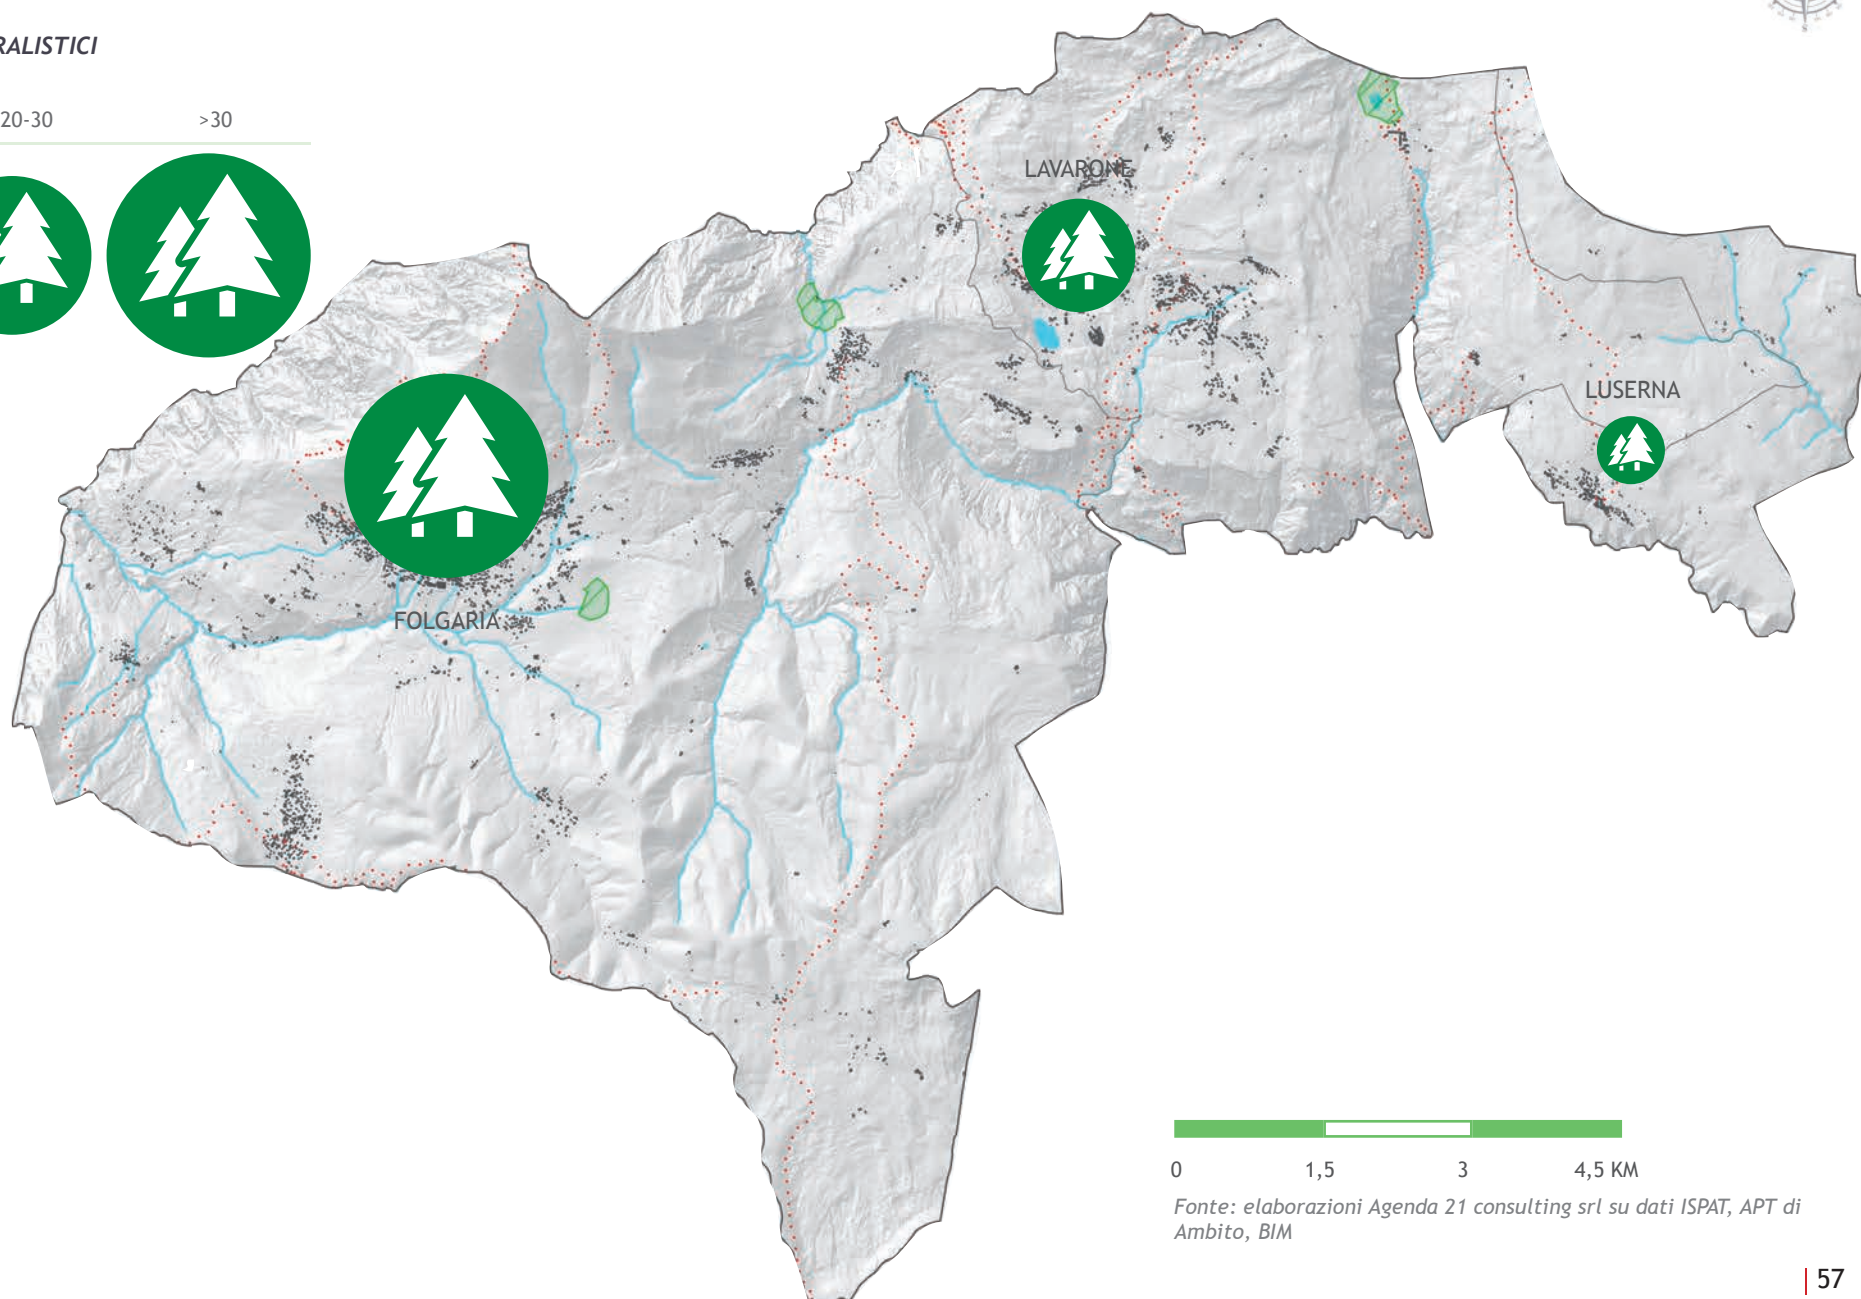 RALISTICI
20-30 >30
LAVARONE
LUSERNA
FOLGARIA
0 1,5 3 4,5 KM
Fonte: elaborazioni Agenda 21 consulting srl su dati ISPAT, APT di
Ambito, BIM
57